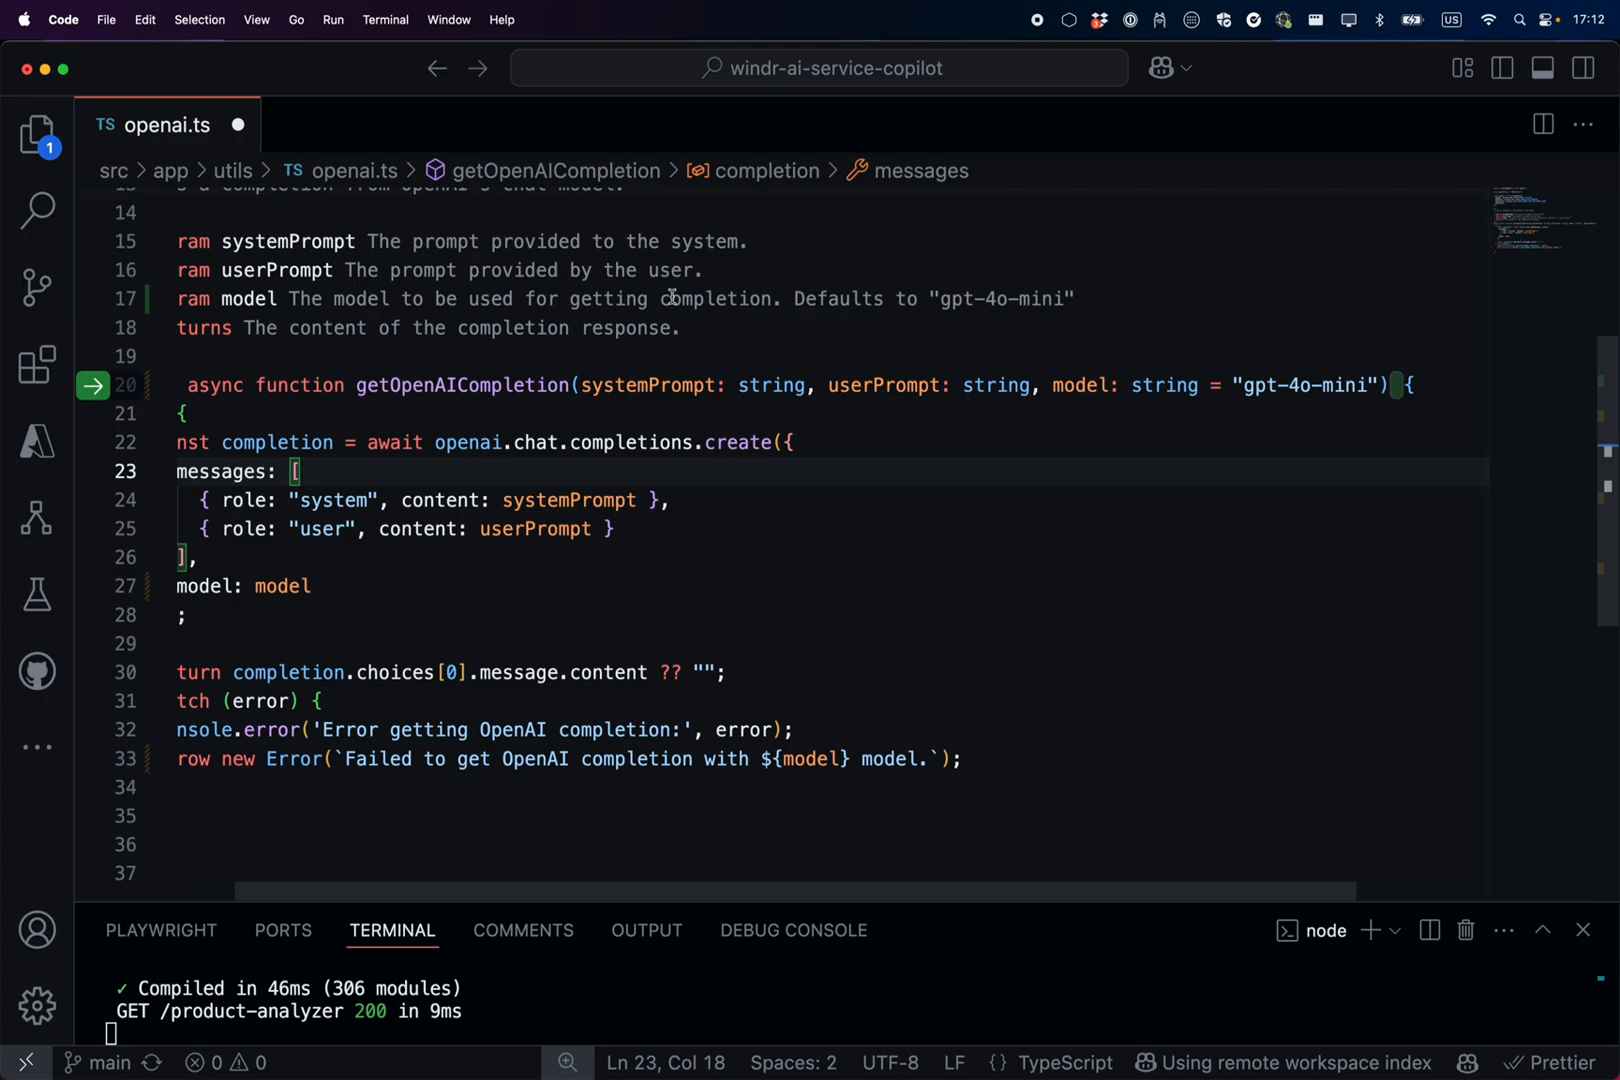 Code File Edit Selection View Go Run Terminal Window Help US 17:12
windr-ai-service-copilot
1
TS openai.ts
src > app > utils > TS openai.ts > getOpenAICompletion > completion > messages
13 s a completion from OpenAI's chat model.
14
15 ram systemPrompt The prompt provided to the system.
16 ram userPrompt The prompt provided by the user.
17 ram model The model to be used for getting completion. Defaults to "gpt-4o-mini"
18 turns The content of the completion response.
19
20 async function getOpenAICompletion(systemPrompt: string, userPrompt: string, model: string = "gpt-4o-mini") {
21 {
22 nst completion = await openai.chat.completions.create({
23 messages: [
24 { role: "system", content: systemPrompt },
25 { role: "user", content: userPrompt }
26 ],
27 model: model
28 ;
29
30 turn completion.choices[0].message.content ?? "";
31 tch (error) {
32 nsole.error('Error getting OpenAI completion:', error);
33 row new Error(`Failed to get OpenAI completion with ${model} model.`);
34
35
36
37
PLAYWRIGHT PORTS TERMINAL COMMENTS OUTPUT DEBUG CONSOLE node
✓ Compiled in 46ms (306 modules)
GET /product-analyzer 200 in 9ms
main 0 0 Ln 23, Col 18 Spaces: 2 UTF-8 LF {} TypeScript Using remote workspace index Prettier